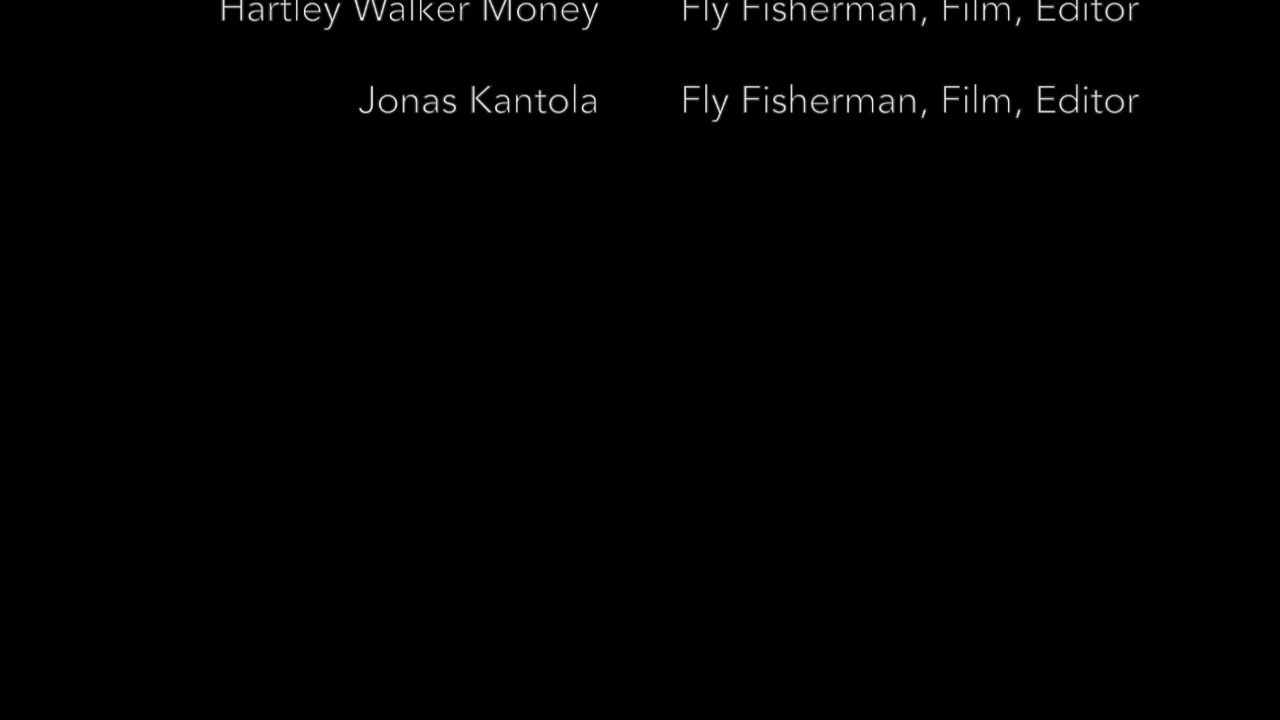 Hartley Walker Money Fly Fisherman, Film, Editor
Jonas Kantola Fly Fisherman, Film, Editor